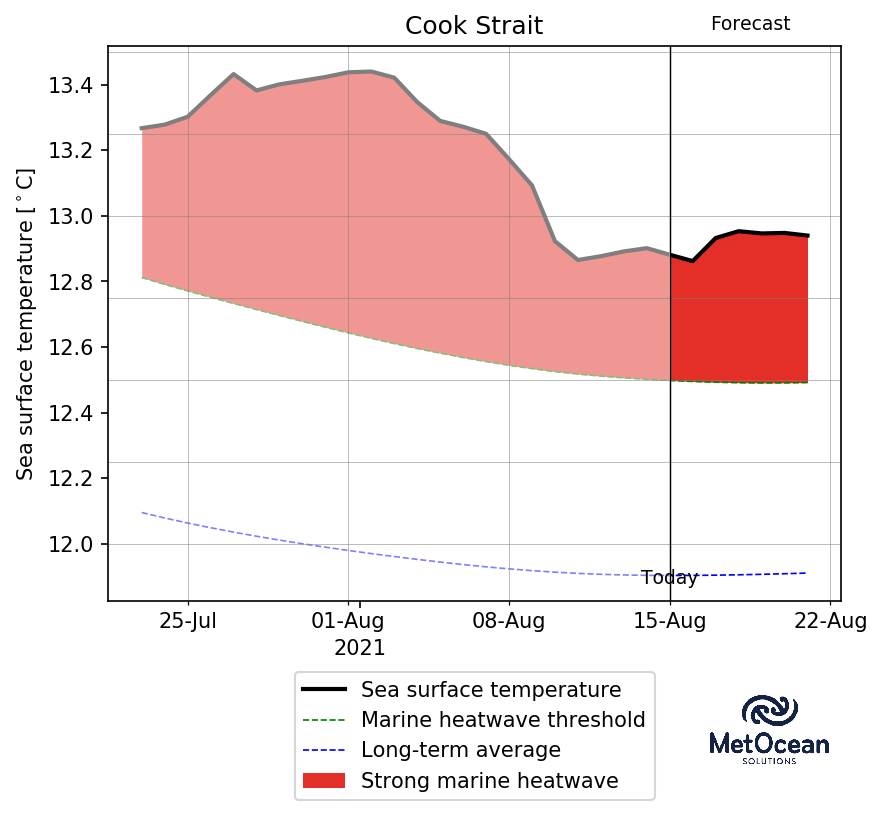 Cook Strait
Forecast
Sea surface temperature [°C]
13.4
13.2
13.0
12.8
12.6
12.4
12.2
12.0
Today
25-Jul 01-Aug 08-Aug 15-Aug 22-Aug
2021
Sea surface temperature
Marine heatwave threshold
Long-term average
Strong marine heatwave
MetOcean
SOLUTIONS